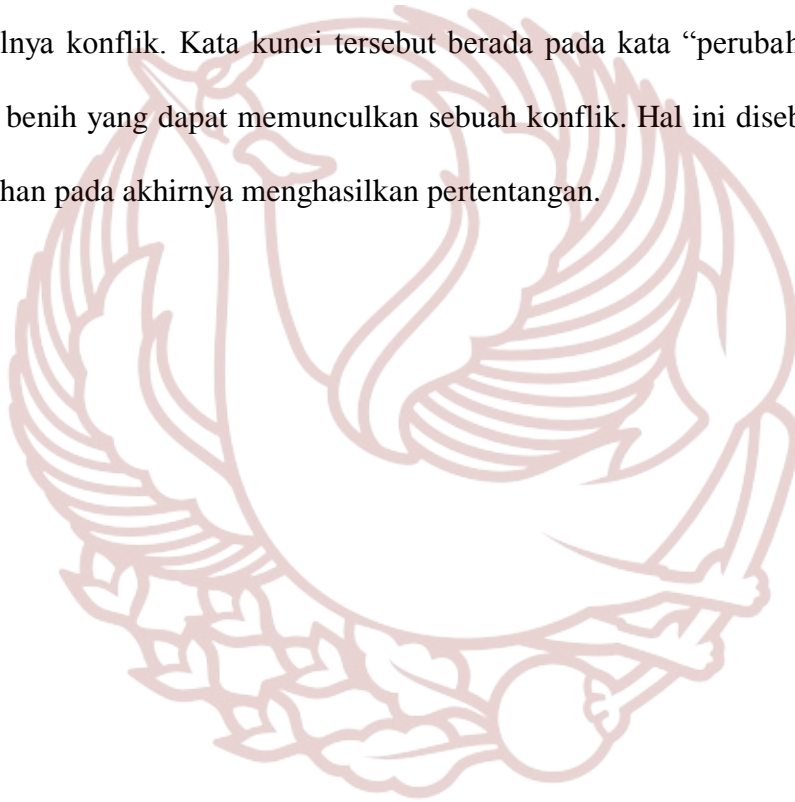 lnya konflik. Kata kunci tersebut berada pada kata “perubah
benih yang dapat memunculkan sebuah konflik. Hal ini diseb
han pada akhirnya menghasilkan pertentangan.